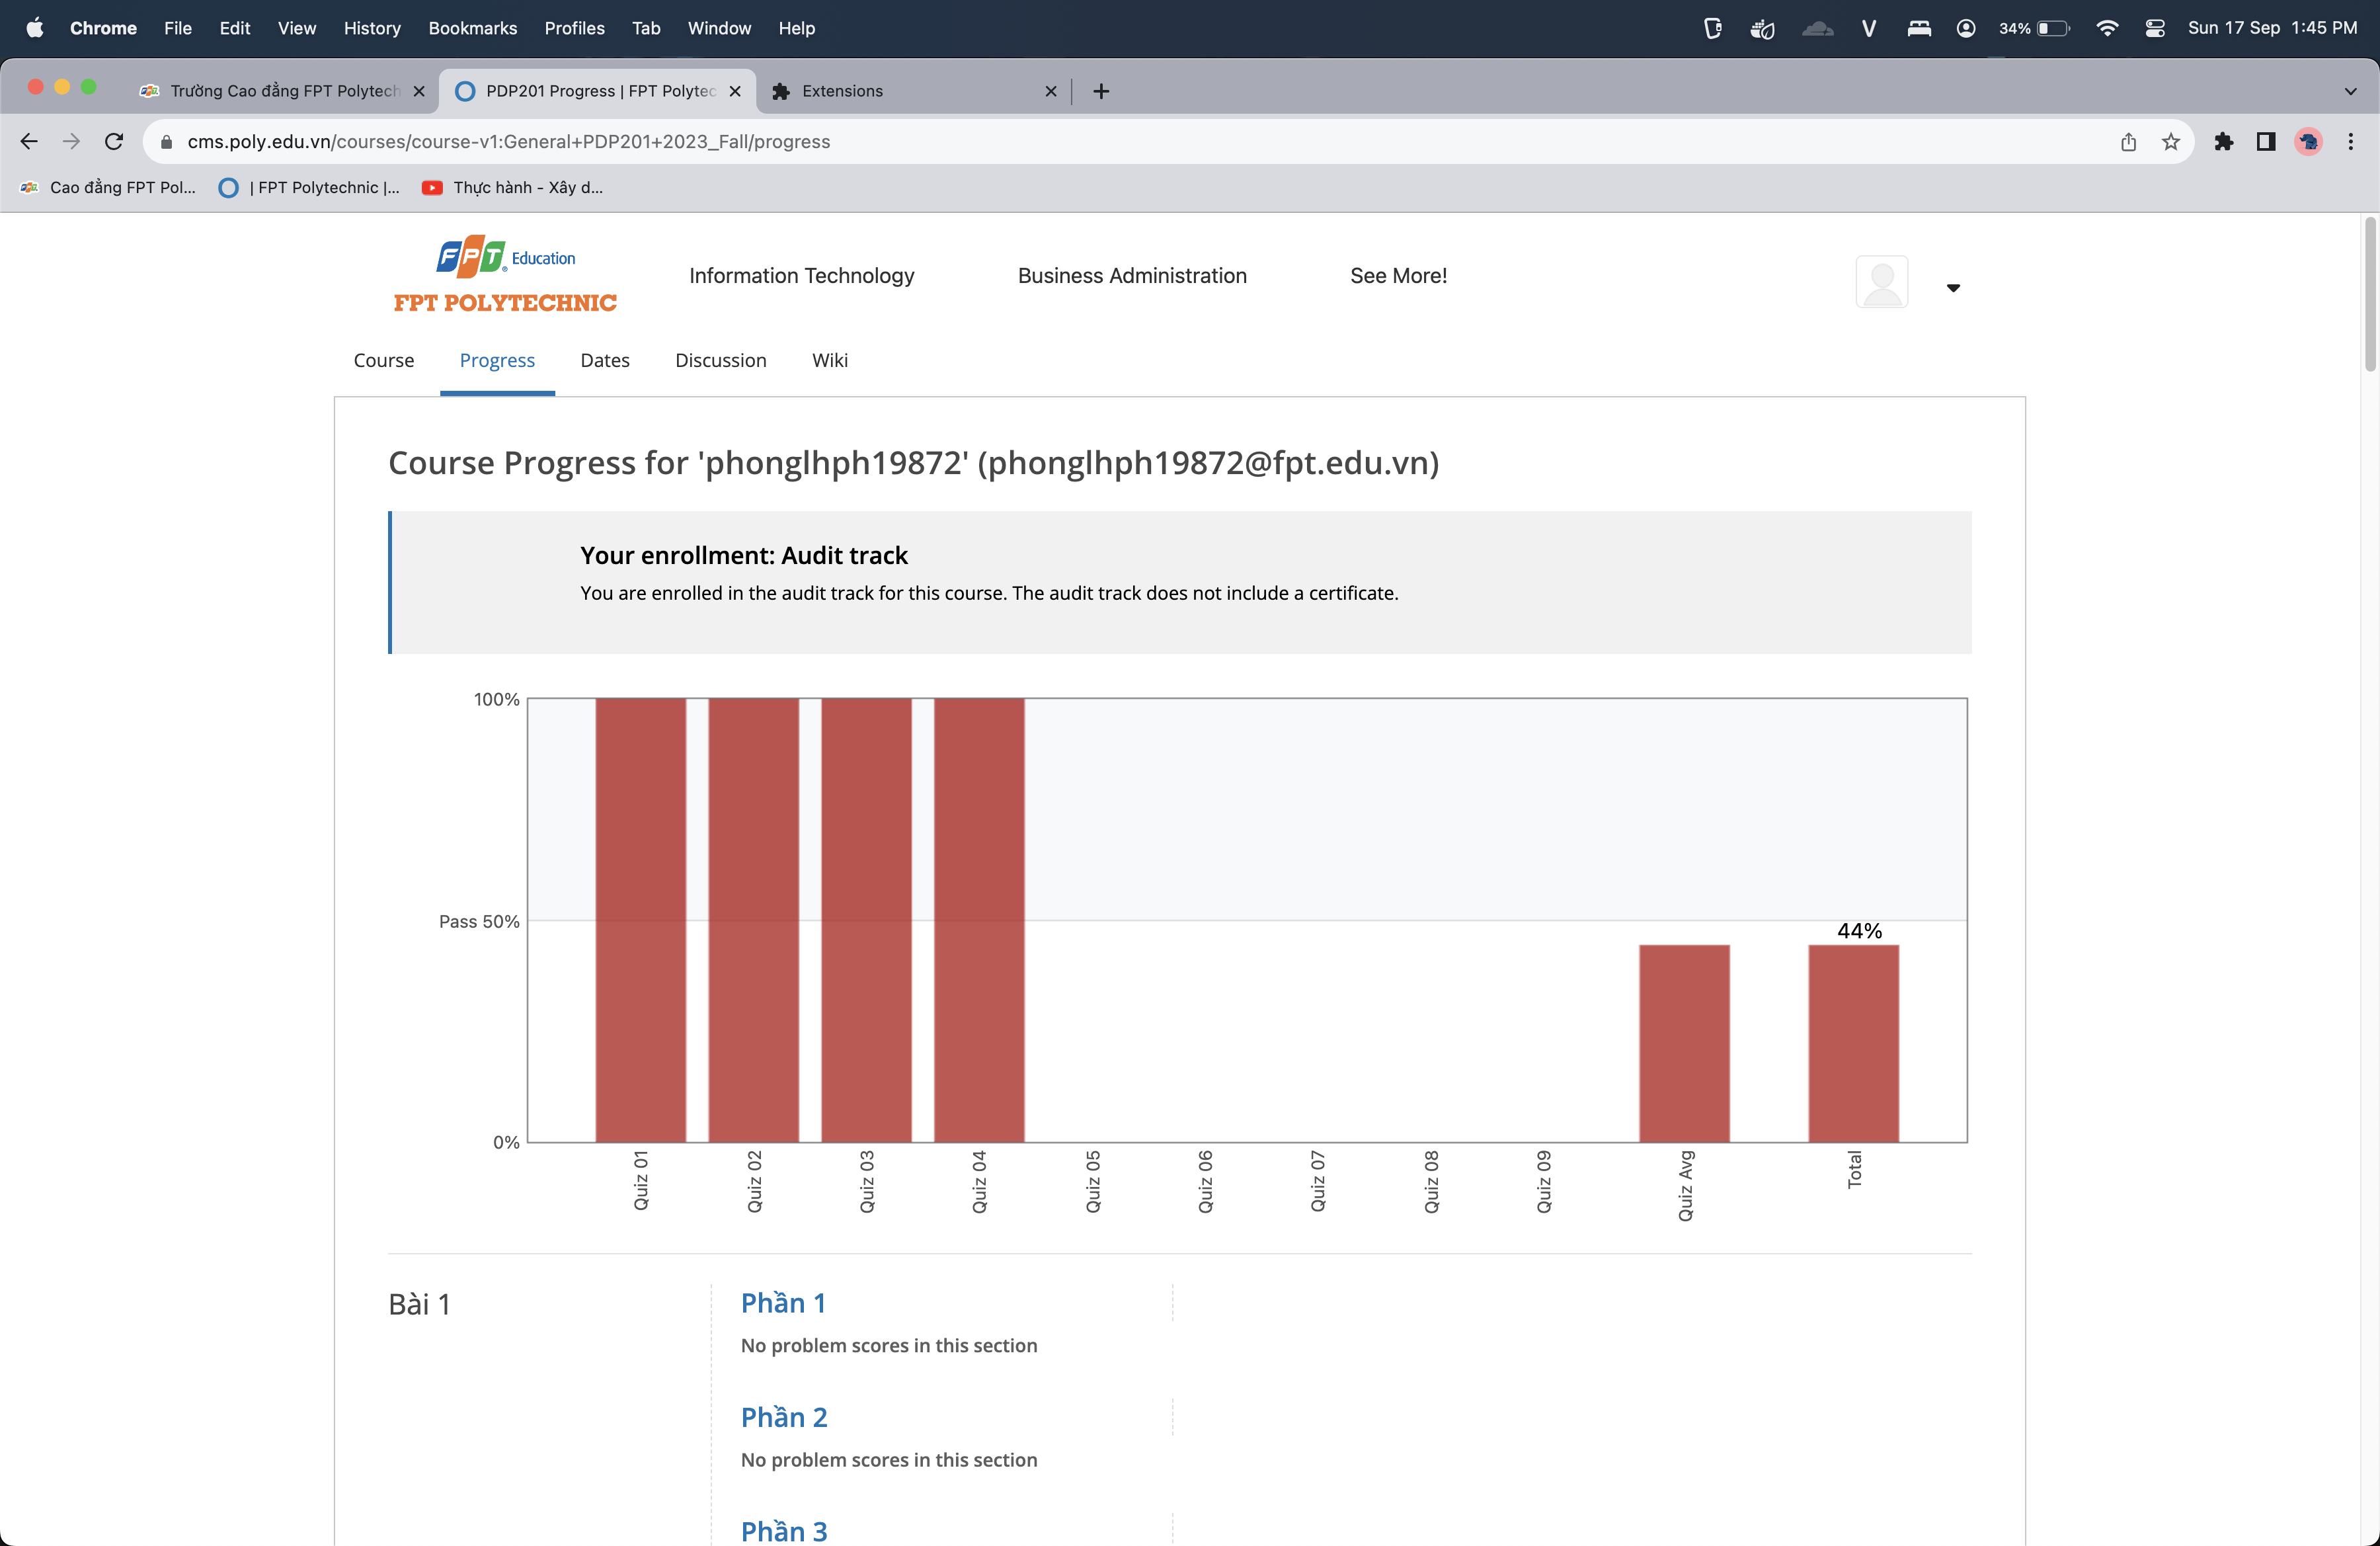 Chrome File Edit View History Bookmarks Profiles Tab Window Help V 34% Sun 17 Sep 1:45 PM
Trường Cao đẳng FPT Polytech PDP201 Progress | FPT Polytec Extensions
cms.poly.edu.vn/courses/course-v1:General+PDP201+2023_Fall/progress
Cao đẳng FPT Pol... | FPT Polytechnic |... Thực hành - Xây d...
FPT Education
FPT POLYTECHNIC
Information Technology Business Administration See More!
Course Progress Dates Discussion Wiki
Course Progress for 'phonglhph19872' (phonglhph19872@fpt.edu.vn)
Your enrollment: Audit track
You are enrolled in the audit track for this course. The audit track does not include a certificate.
100%
Pass 50%
44%
0%
Quiz 01 Quiz 02 Quiz 03 Quiz 04 Quiz 05 Quiz 06 Quiz 07 Quiz 08 Quiz 09 Quiz Avg Total
Bài 1
Phần 1
No problem scores in this section
Phần 2
No problem scores in this section
Phần 3